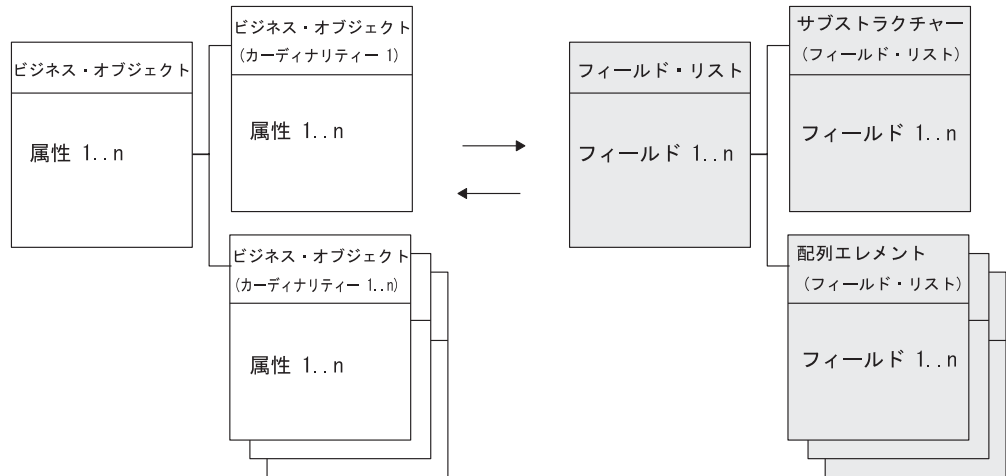 ビジネス・オブジェクト
属性 1..n
ビジネス・オブジェクト
(カーディナリティー 1)
属性 1..n
ビジネス・オブジェクト
(カーディナリティー 1..n)
属性 1..n
フィールド・リスト
フィールド 1..n
サブストラクチャー
(フィールド・リスト)
フィールド 1..n
配列エレメント
(フィールド・リスト)
フィールド 1..n